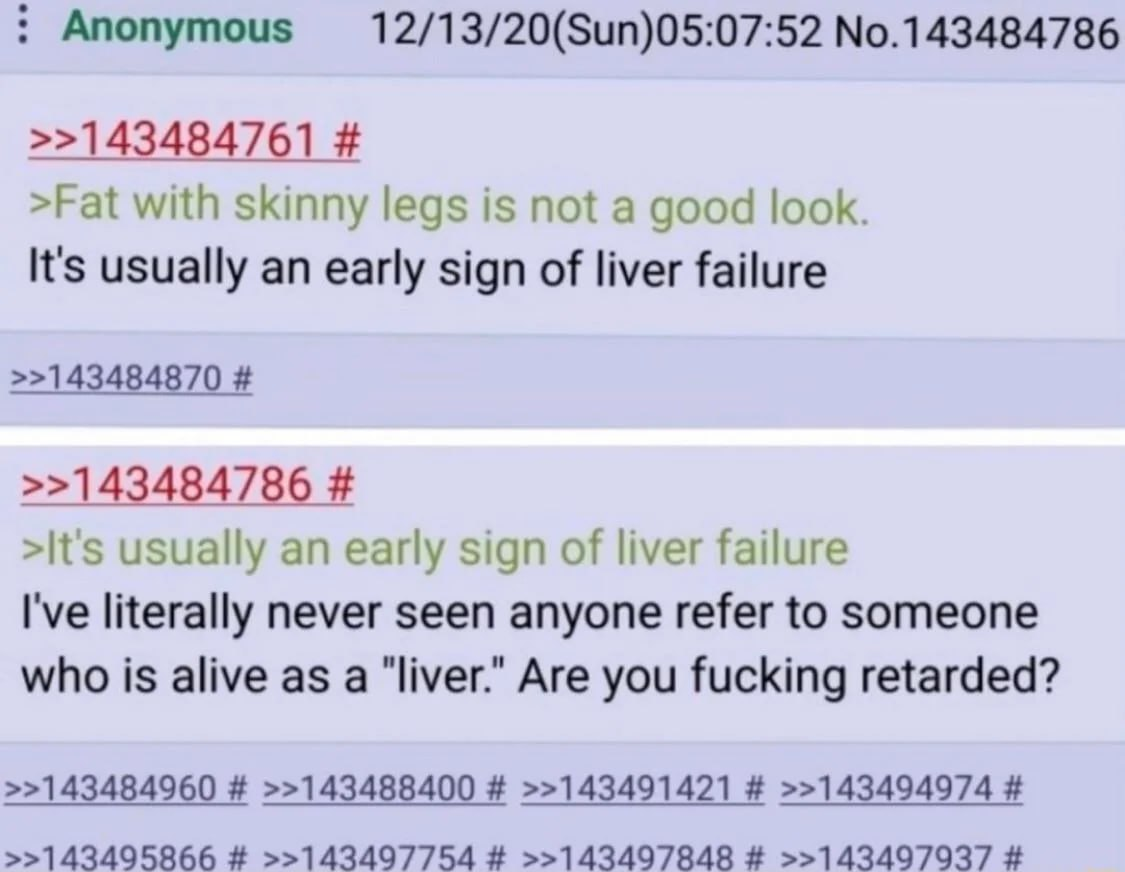 Anonymous 12/13/20(Sun)05:07:52 No.143484786
>>143484761 #
>Fat with skinny legs is not a good look.
It's usually an early sign of liver failure
>>143484870 #
>>143484786 #
>It's usually an early sign of liver failure
I've literally never seen anyone refer to someone
who is alive as a "liver." Are you fucking retarded?
>>143484960 # >>143488400 # >>143491421 # >>143494974 #
>>143495866 # >>143497754 # >>143497848 # >>143497937 #